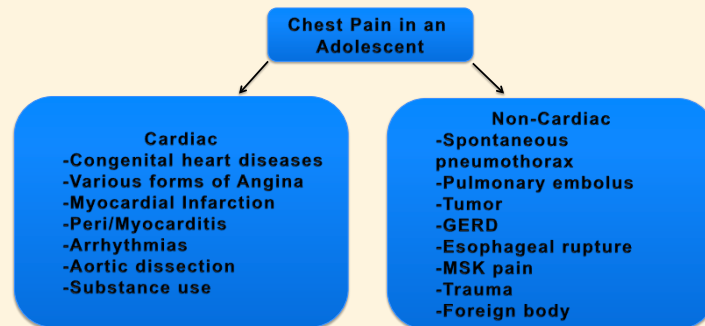 Chest Pain in an
Adolescent
Cardiac
-Congenital heart diseases
-Various forms of Angina
-Myocardial Infarction
-Peri/Myocarditis
-Arrhythmias
-Aortic dissection
-Substance use
Non-Cardiac
-Spontaneous
pneumothorax
-Pulmonary embolus
-Tumor
-GERD
-Esophageal rupture
-MSK pain
-Trauma
-Foreign body